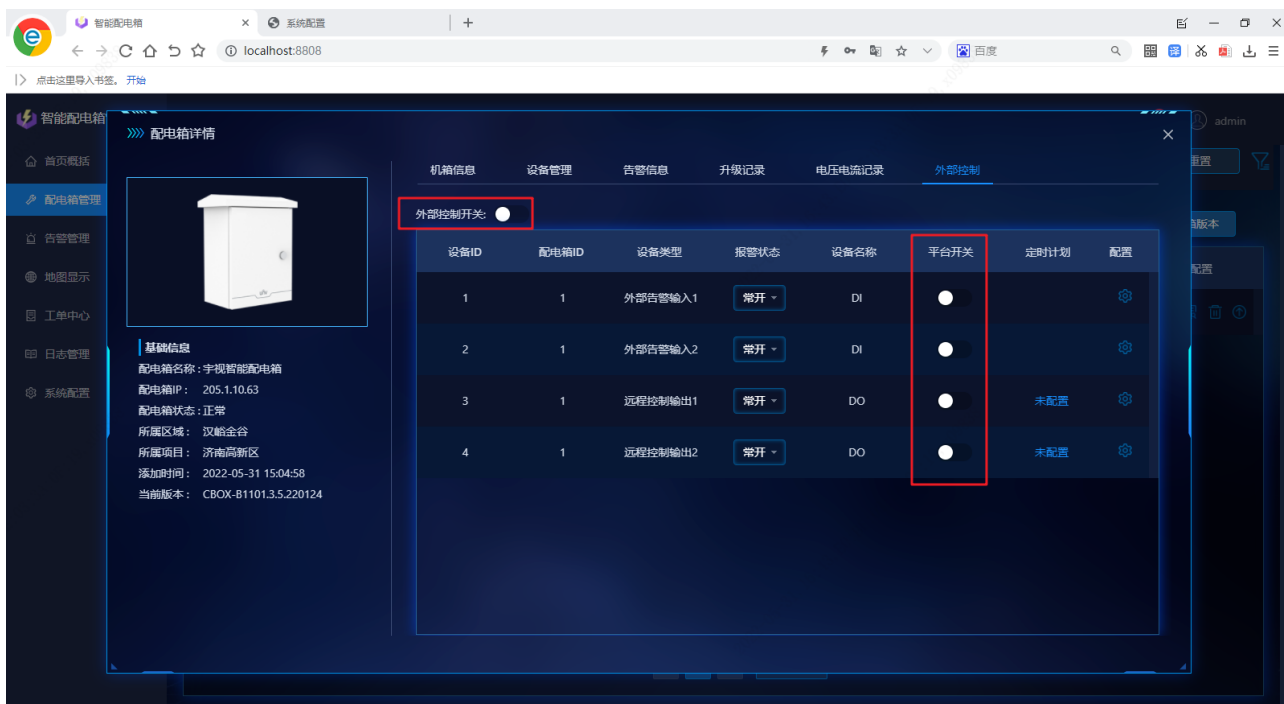 智能配电箱
系统配置
localhost:8808
百度
点击这里导入书签。 开始
智能配电箱
admin
首页概括
配电箱管理
告警管理
地图显示
工单中心
日志管理
系统配置
重置
版本
配置
配电箱详情
基础信息
配电箱名称 : 宇视智能配电箱
配电箱IP : 205.1.10.63
配电箱状态 : 正常
所属区域 : 汉峪金谷
所属项目 : 济南高新区
添加时间 : 2022-05-31 15:04:58
当前版本 : CBOX-B1101.3.5.220124
机箱信息 设备管理 告警信息 升级记录 电压电流记录 外部控制
外部控制开关:
设备ID 配电箱ID 设备类型 报警状态 设备名称 平台开关 定时计划 配置
1 1 外部告警输入1 常开 DI
2 1 外部告警输入2 常开 DI
3 1 远程控制输出1 常开 DO 未配置
4 1 远程控制输出2 常开 DO 未配置